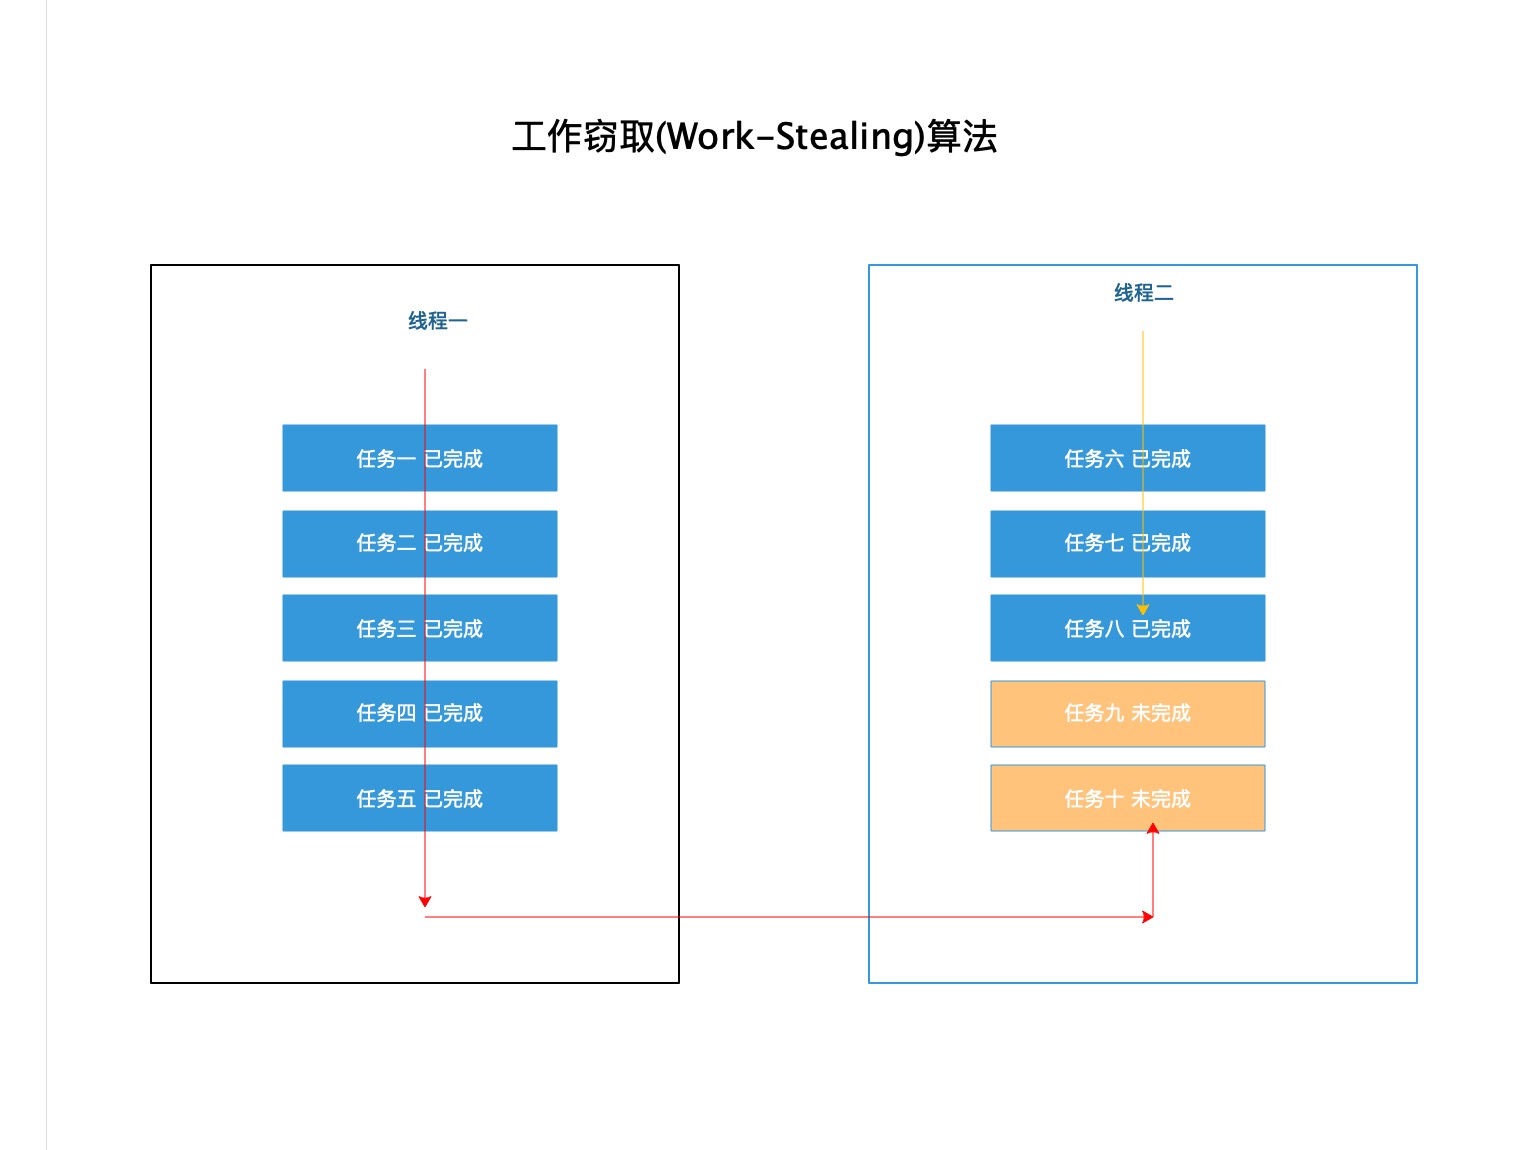 工作窃取(Work-Stealing)算法
线程一
任务一 已完成
任务二 已完成
任务三 已完成
任务四 已完成
任务五 已完成
线程二
任务六 已完成
任务七 已完成
任务八 已完成
任务九 未完成
任务十 未完成